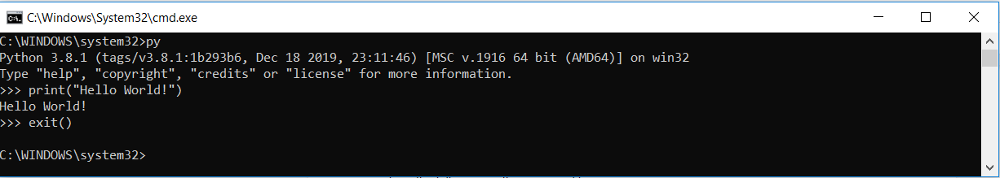 C:\Windows\System32\cmd.exe
C:\WINDOWS\system32>py
Python 3.8.1 (tags/v3.8.1:1b293b6, Dec 18 2019, 23:11:46) [MSC v.1916 64 bit (AMD64)] on win32
Type "help", "copyright", "credits" or "license" for more information.
>>> print("Hello World!")
Hello World!
>>> exit()
C:\WINDOWS\system32>